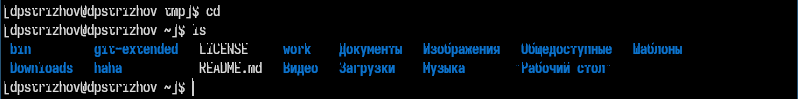 [dpstrizhov@dpstrizhov tmp]$ cd
[dpstrizhov@dpstrizhov ~]$ ls
bin git-extended LICENSE work Документы Изображения Общедоступные Шаблоны
Downloads haha README.md Видео Загрузки Музыка 'Рабочий стол'
[dpstrizhov@dpstrizhov ~]$